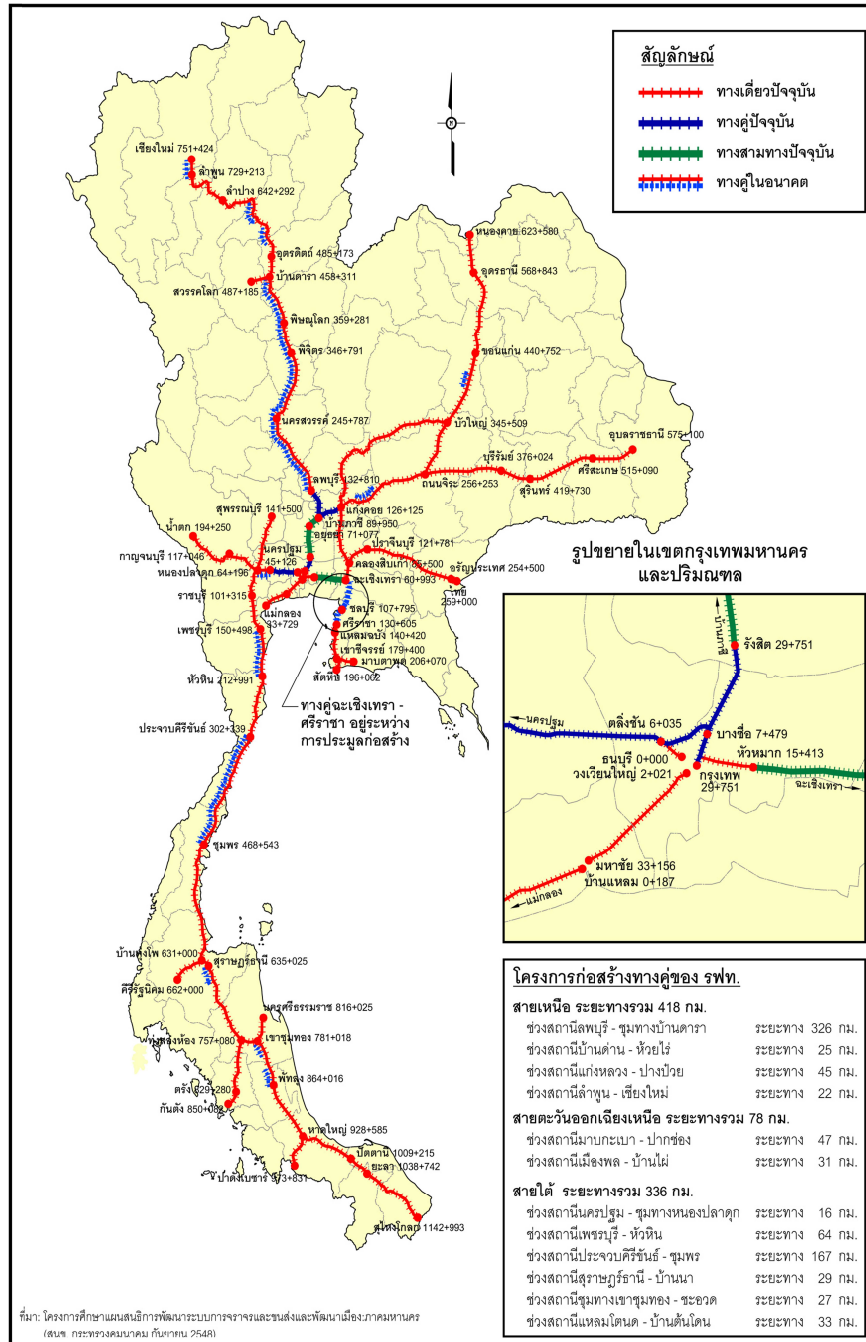 สัญลักษณ์
ทางเดี่ยวปัจจุบัน
ทางคู่ปัจจุบัน
ทางสามทางปัจจุบัน
ทางคู่ในอนาคต
เชียงใหม่ 751+424
ลำพูน 729+213
ลำปาง 642+292
อุตรดิตถ์ 485+173
บ้านดารา 458+311
สวรรคโลก 487+185
พิษณุโลก 359+281
พิจิตร 346+791
นครสวรรค์ 245+787
หนองคาย 623+580
อุดรธานี 568+843
ขอนแก่น 440+752
บัวใหญ่ 345+509
อุบลราชธานี 575+100
บุรีรัมย์ 376+024
ศรีสะเกษ 515+090
สุรินทร์ 419+730
ถนนจิระ 256+253
ลพบุรี 132+810
แก่งคอย 126+125
บ้านภาชี 89+950
อยุธยา 71+077
สุพรรณบุรี 141+500
น้ำตก 194+250
กาญจนบุรี 117+046
นครปฐม
45+126
หนองปลาดุก 64+196
ราชบุรี 101+315
ปราจีนบุรี 121+781
คลองสิบเก้า 85+500
อรัญประเทศ 254+500
ฉะเชิงเทรา 60+993
แม่กลอง
33+729
เพชรบุรี 150+498
ชลบุรี 107+795
ศรีราชา 130+605
แหลมฉบัง 140+420
เขาชีจรรย์ 179+400
มาบตาพุด 206+070
หัวหิน 212+991
ทางคู่ฉะเชิงเทรา -
ศรีราชา อยู่ระหว่าง
การประมูลก่อสร้าง
ประจวบคีรีขันธ์ 302+339
ชุมพร 468+543
บ้านทุ่งโพ 631+000
สุราษฎร์ธานี 635+025
คีรีรัฐนิคม 662+000
นครศรีธรรมราช 816+025
ทุ่งสงห้อง 757+080
เขาชุมทอง 781+018
พัทลุง 864+016
ตรัง
กันตัง 850+082
หาดใหญ่ 928+585
ปัตตานี 1009+215
ยะลา 1038+742
ปาดังเบซาร์ 973+831
สุไหงโกลก 1142+993
รูปขยายในเขตกรุงเทพมหานคร
และปริมณฑล
บ้านภาชี
รังสิต 29+751
นครปฐม
ตลิ่งชัน 6+035
บางซื่อ 7+479
หัวหมาก 15+413
ธนบุรี 0+000
วงเวียนใหญ่ 2+021
กรุงเทพ
29+751
ฉะเชิงเทรา
มหาชัย 33+156
บ้านแหลม 0+187
แม่กลอง
โครงการก่อสร้างทางคู่ของ รฟท.
สายเหนือ ระยะทางรวม 418 กม.
ช่วงสถานีลพบุรี - ชุมทางบ้านดารา ระยะทาง 326 กม.
ช่วงสถานีบ้านด่าน - ห้วยไร่ ระยะทาง 25 กม.
ช่วงสถานีแก่งหลวง - ปางป๋วย ระยะทาง 45 กม.
ช่วงสถานีลำพูน - เชียงใหม่ ระยะทาง 22 กม.
สายตะวันออกเฉียงเหนือ ระยะทางรวม 78 กม.
ช่วงสถานีมาบกะเบา - ปากช่อง ระยะทาง 47 กม.
ช่วงสถานีเมืองพล - บ้านไผ่ ระยะทาง 31 กม.
สายใต้ ระยะทางรวม 336 กม.
ช่วงสถานีนครปฐม - ชุมทางหนองปลาดุก ระยะทาง 16 กม.
ช่วงสถานีเพชรบุรี - หัวหิน ระยะทาง 64 กม.
ช่วงสถานีประจวบคีรีขันธ์ - ชุมพร ระยะทาง 167 กม.
ช่วงสถานีสุราษฎร์ธานี - บ้านนา ระยะทาง 29 กม.
ช่วงสถานีชุมทางเขาชุมทอง - ชะอวด ระยะทาง 27 กม.
ช่วงสถานีแหลมโตนด - บ้านต้นโดน ระยะทาง 33 กม.
ที่มา: โครงการศึกษาแผนสธิการพัฒนาระบบการจราจรและขนส่งและพัฒนาเมือง:ภาคมหานคร
(สนข. กระทรวงคมนาคม กันยายน 2548)